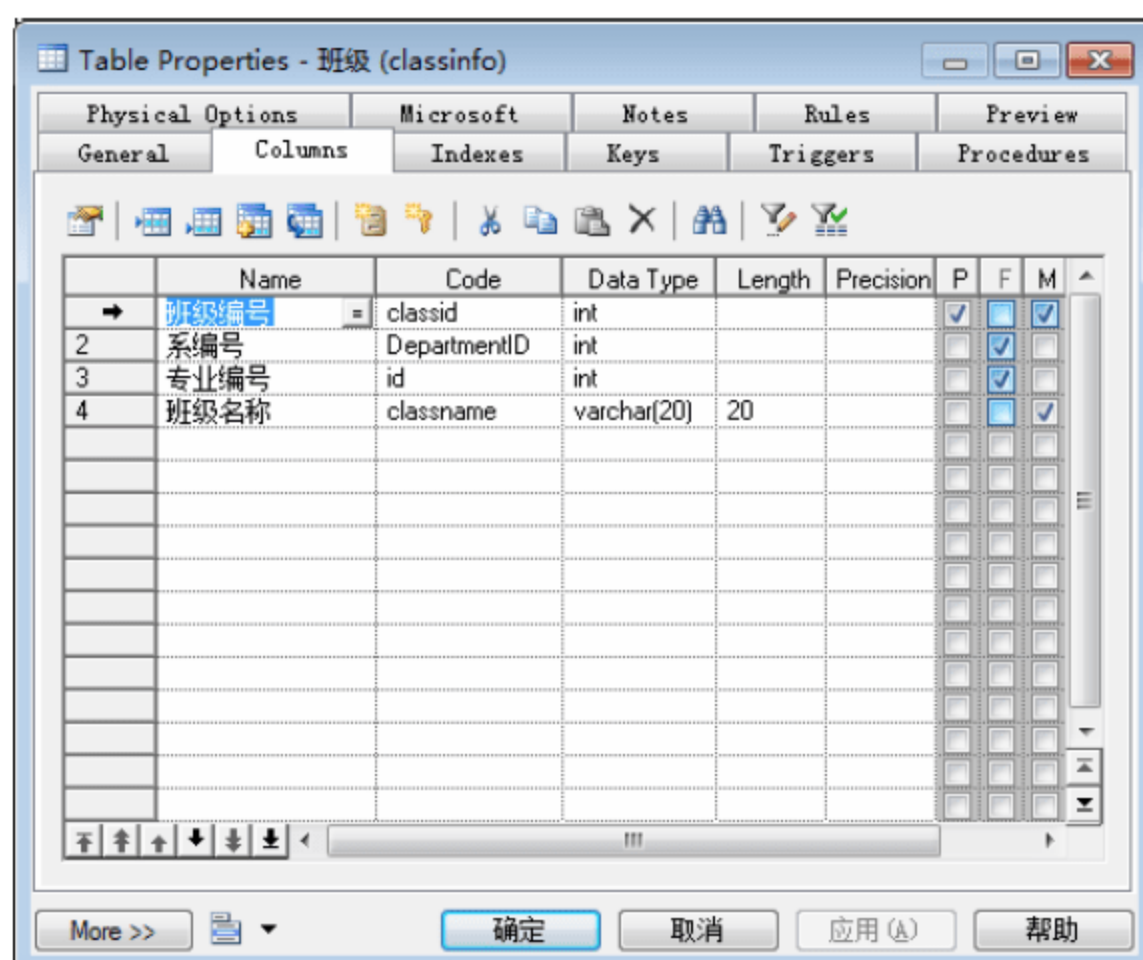 Table Properties - 班级 (classinfo)
Physical Options Microsoft Notes Rules Preview
General Columns Indexes Keys Triggers Procedures
Name Code Data Type Length Precision P F M
班级编号 = classid int
2 系编号 DepartmentID int
3 专业编号 id int
4 班级名称 classname varchar(20) 20
More >> 确定 取消 应用(A) 帮助